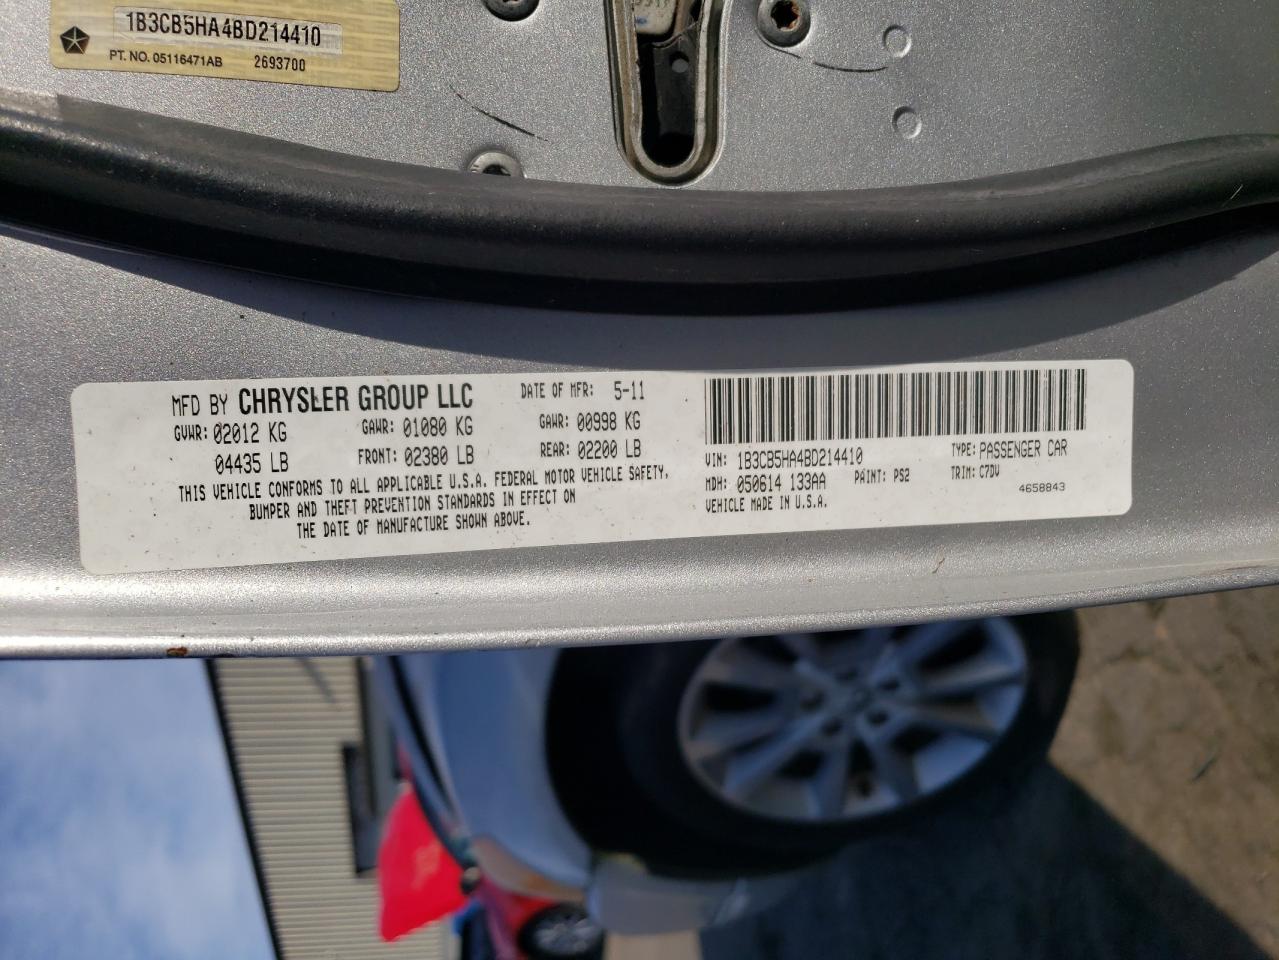 1B3CB5HA4BD214410
PT. NO. 05116471AB 2693700
MFD BY CHRYSLER GROUP LLC DATE OF MFR: 5-11
GVWR: 02012 KG GAWR: 01080 KG GAWR: 00998 KG
04435 LB FRONT: 02380 LB REAR: 02200 LB
THIS VEHICLE CONFORMS TO ALL APPLICABLE U.S.A. FEDERAL MOTOR VEHICLE SAFETY,
BUMPER AND THEFT PREVENTION STANDARDS IN EFFECT ON
THE DATE OF MANUFACTURE SHOWN ABOVE.
VIN: 1B3CB5HA4BD214410 TYPE: PASSENGER CAR
MDH: 050614 133AA PAINT: PS2 TRIM: C7DV
VEHICLE MADE IN U.S.A. 4658843